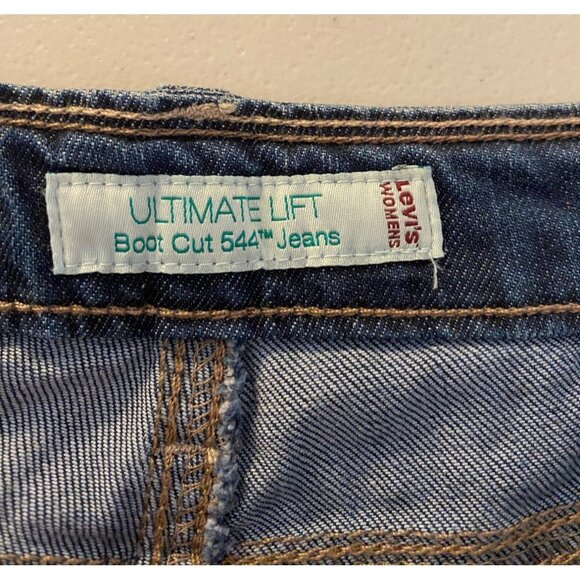 ULTIMATE LIFT
Boot Cut 544™ Jeans
Levi's
WOMENS